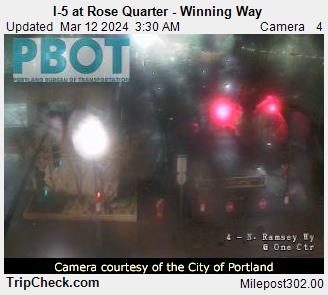 I-5 at Rose Quarter - Winning Way
Updated Mar 12 2024 3:30 AM Camera 4
PBOT
PORTLAND BUREAU OF TRANSPORTATION
4 - N. Ramsey Wy
@ One Ctr
Camera courtesy of the City of Portland
TripCheck.com Milepost302.00